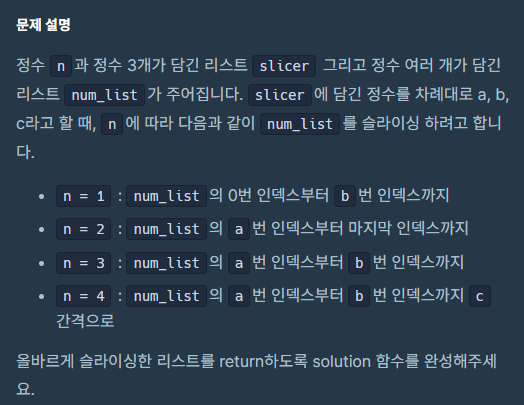 문제 설명
정수 n 과 정수 3개가 담긴 리스트 slicer 그리고 정수 여러 개가 담긴
리스트 num_list 가 주어집니다. slicer 에 담긴 정수를 차례대로 a, b,
c라고 할 때, n 에 따라 다음과 같이 num_list 를 슬라이싱 하려고 합니
다.
• n = 1 : num_list 의 0번 인덱스부터 b 번 인덱스까지
• n = 2 : num_list 의 a 번 인덱스부터 마지막 인덱스까지
• n = 3 : num_list 의 a 번 인덱스부터 b 번 인덱스까지
• n = 4 : num_list 의 a 번 인덱스부터 b 번 인덱스까지 c
간격으로
올바르게 슬라이싱한 리스트를 return하도록 solution 함수를 완성해주세
요.